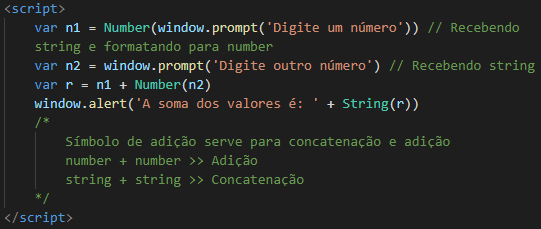 <script>
var n1 = Number(window.prompt('Digite um número')) // Recebendo
string e formatando para number
var n2 = window.prompt('Digite outro número') // Recebendo string
var r = n1 + Number(n2)
window.alert('A soma dos valores é: ' + String(r))
/*
Símbolo de adição serve para concatenação e adição
number + number >> Adição
string + string >> Concatenação
*/
</script>